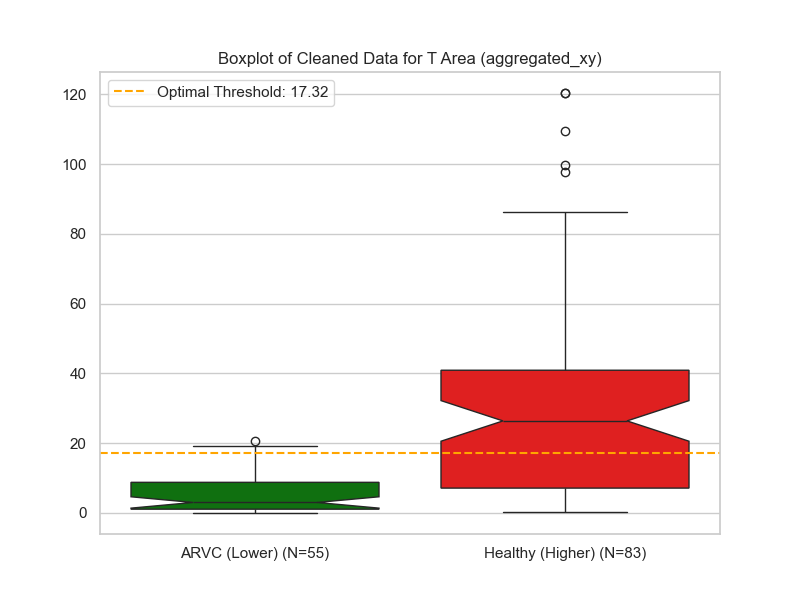 Boxplot of Cleaned Data for T Area (aggregated_xy)
Optimal Threshold: 17.32
120
100
80
60
40
20
0
ARVC (Lower) (N=55)
Healthy (Higher) (N=83)